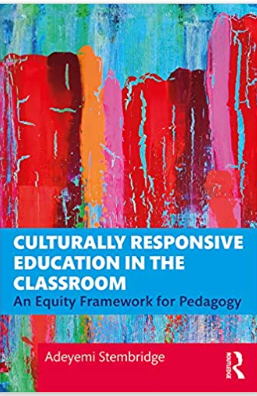 CULTURALLY RESPONSIVE
EDUCATION IN THE
CLASSROOM
An Equity Framework for Pedagogy
Adeyemi Stembridge
ROUTLEDGE